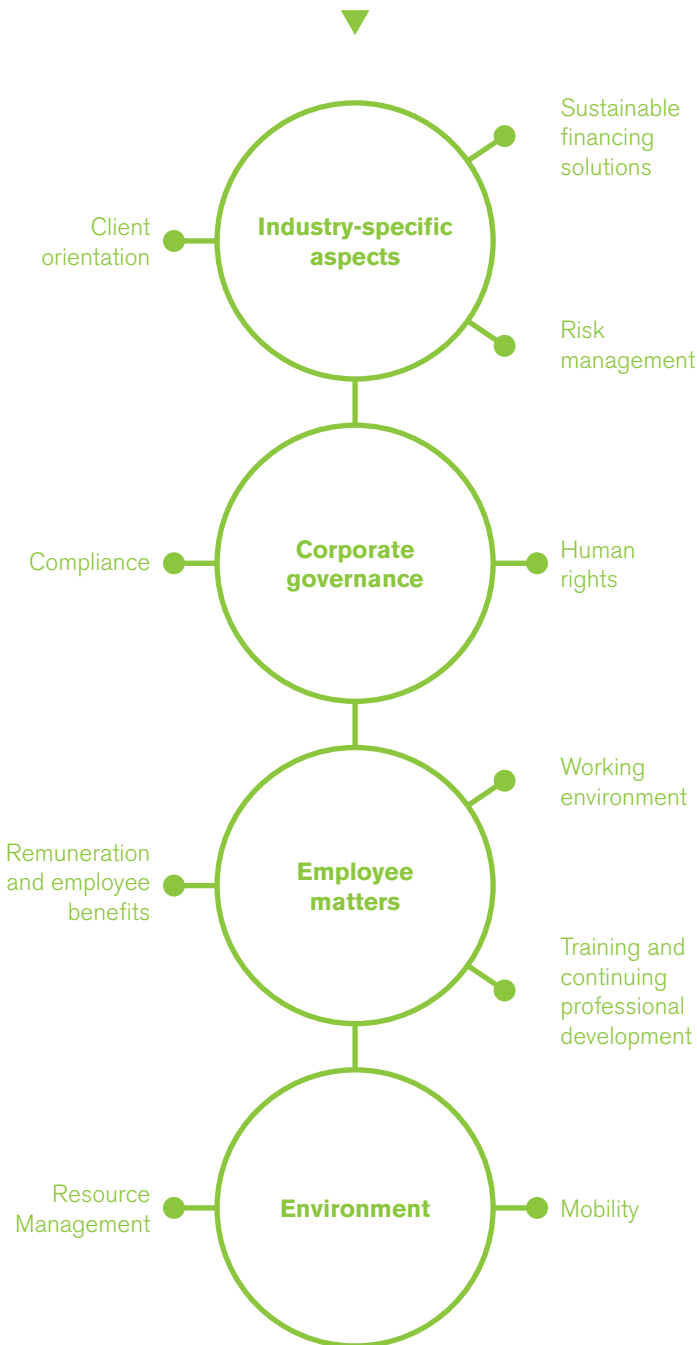 Sustainable
financing
solutions
Client
orientation
Industry-specific
aspects
Risk
management
Compliance
Corporate
governance
Human
rights
Working
environment
Remuneration
and employee
benefits
Employee
matters
Training and
continuing
professional
development
Resource
Management
Environment
Mobility